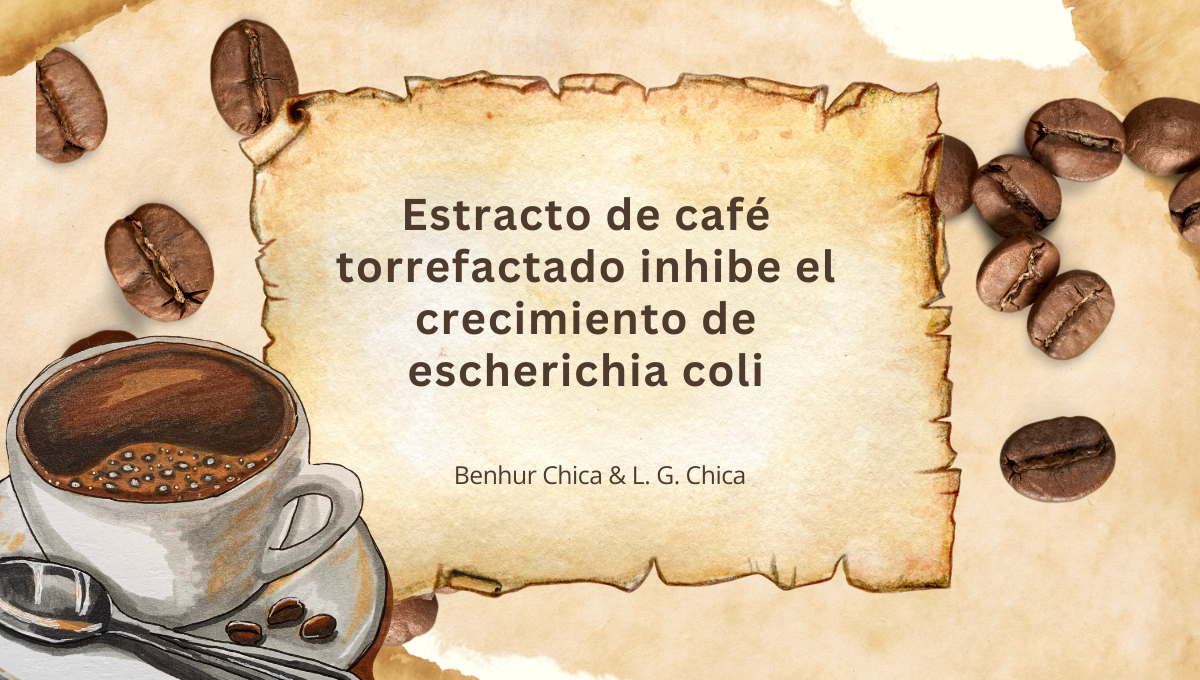 Estracto de café
torrefactado inhibe el
crecimiento de
escherichia coli
Benhur Chica & L. G. Chica